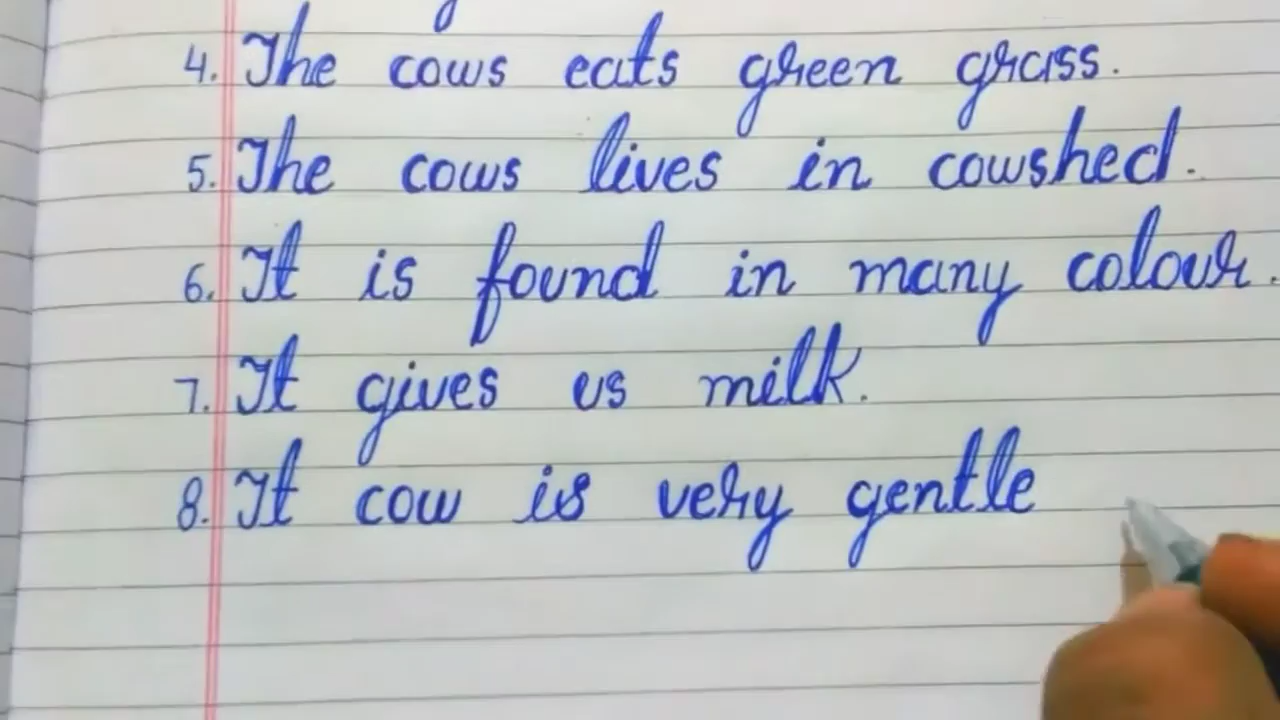 4. The cows eats green grass.
5. The cows lives in cowshed.
6. It is found in many colour.
7. It gives us milk.
8. It cow is very gentle